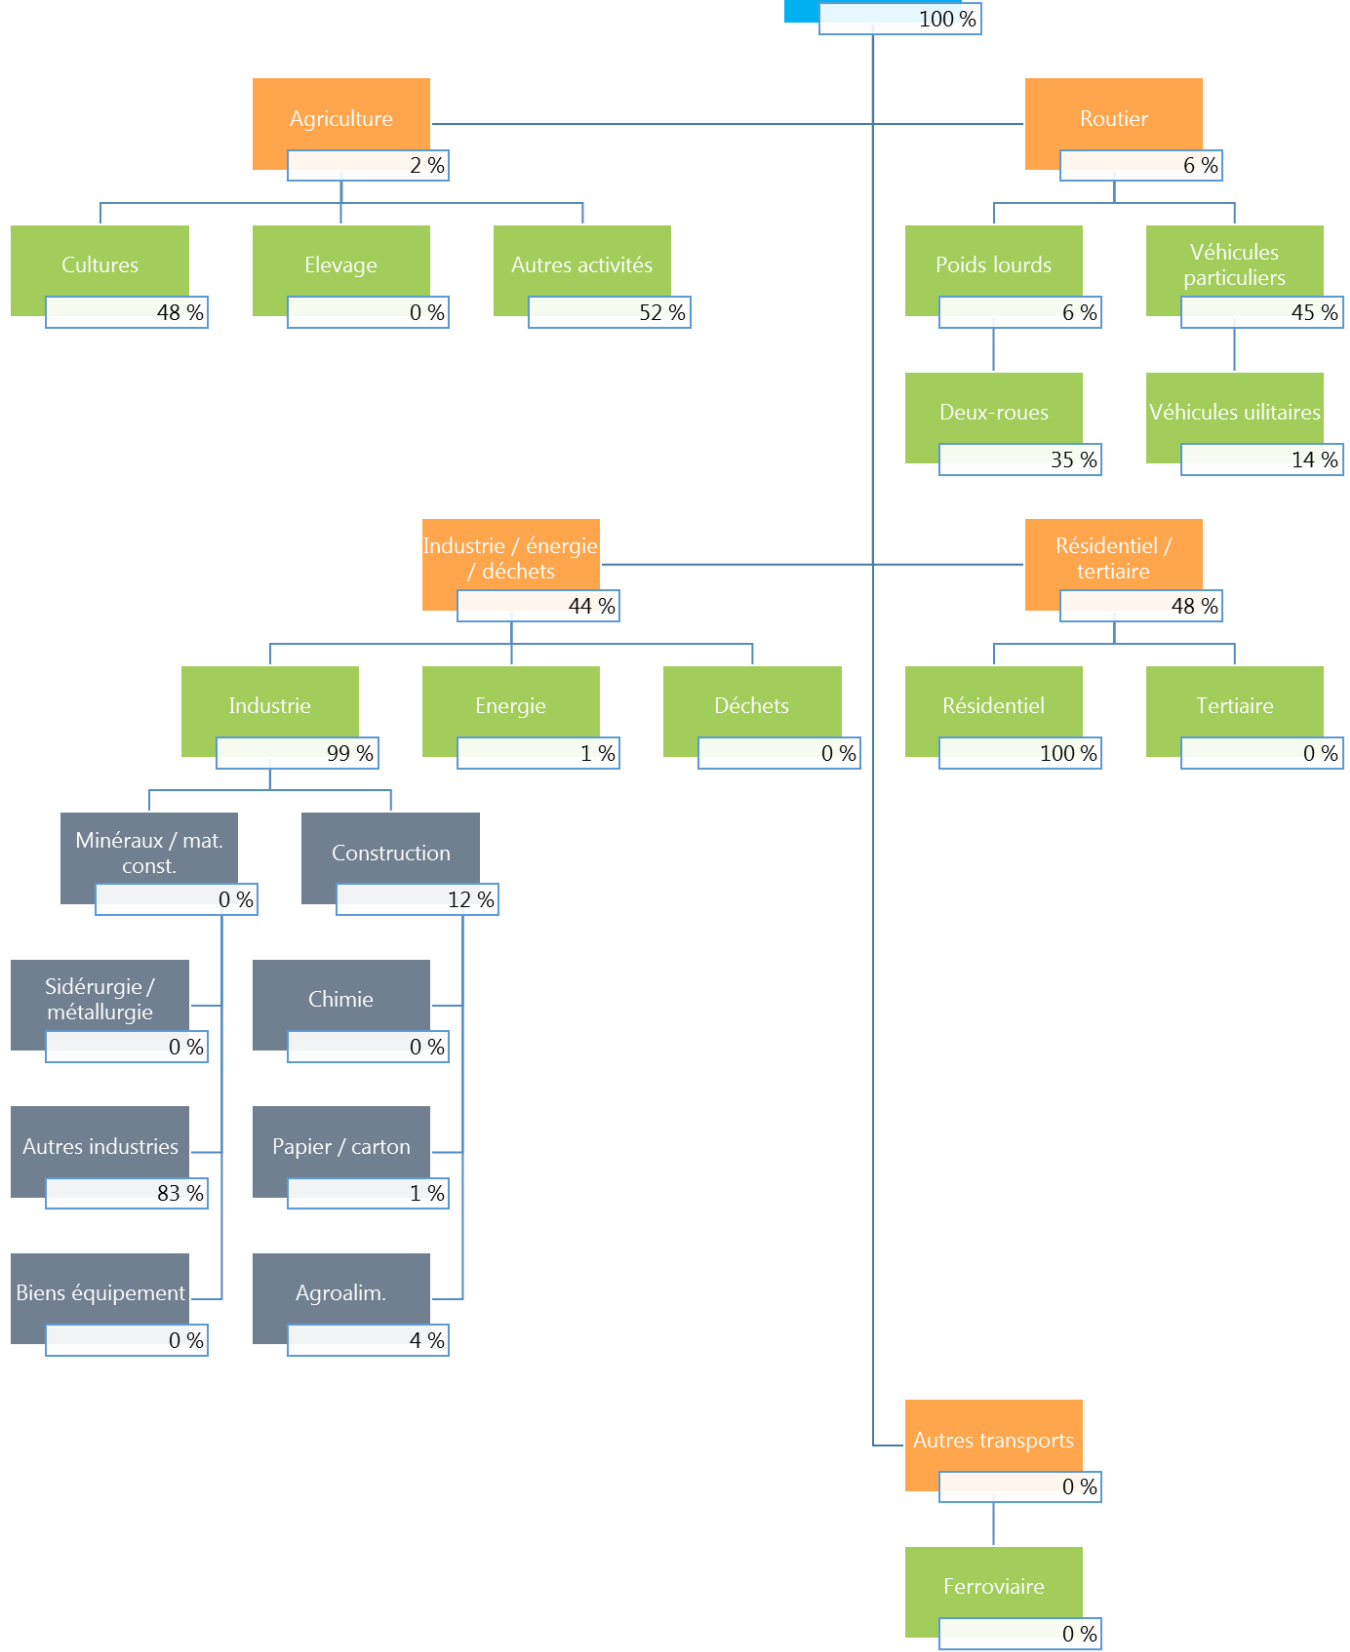 100 %
Agriculture
2 %
Routier
6 %
Cultures
48 %
Elevage
0 %
Autres activités
52 %
Poids lourds
6 %
Véhicules
particuliers
45 %
Deux-roues
35 %
Véhicules uilitaires
14 %
Industrie / énergie
/ déchets
44 %
Résidentiel /
tertiaire
48 %
Industrie
99 %
Energie
1 %
Déchets
0 %
Résidentiel
100 %
Tertiaire
0 %
Minéraux / mat.
const.
0 %
Construction
12 %
Sidérurgie /
métallurgie
0 %
Chimie
0 %
Autres industries
83 %
Papier / carton
1 %
Biens équipement
0 %
Agroalim.
4 %
Autres transports
0 %
Ferroviaire
0 %